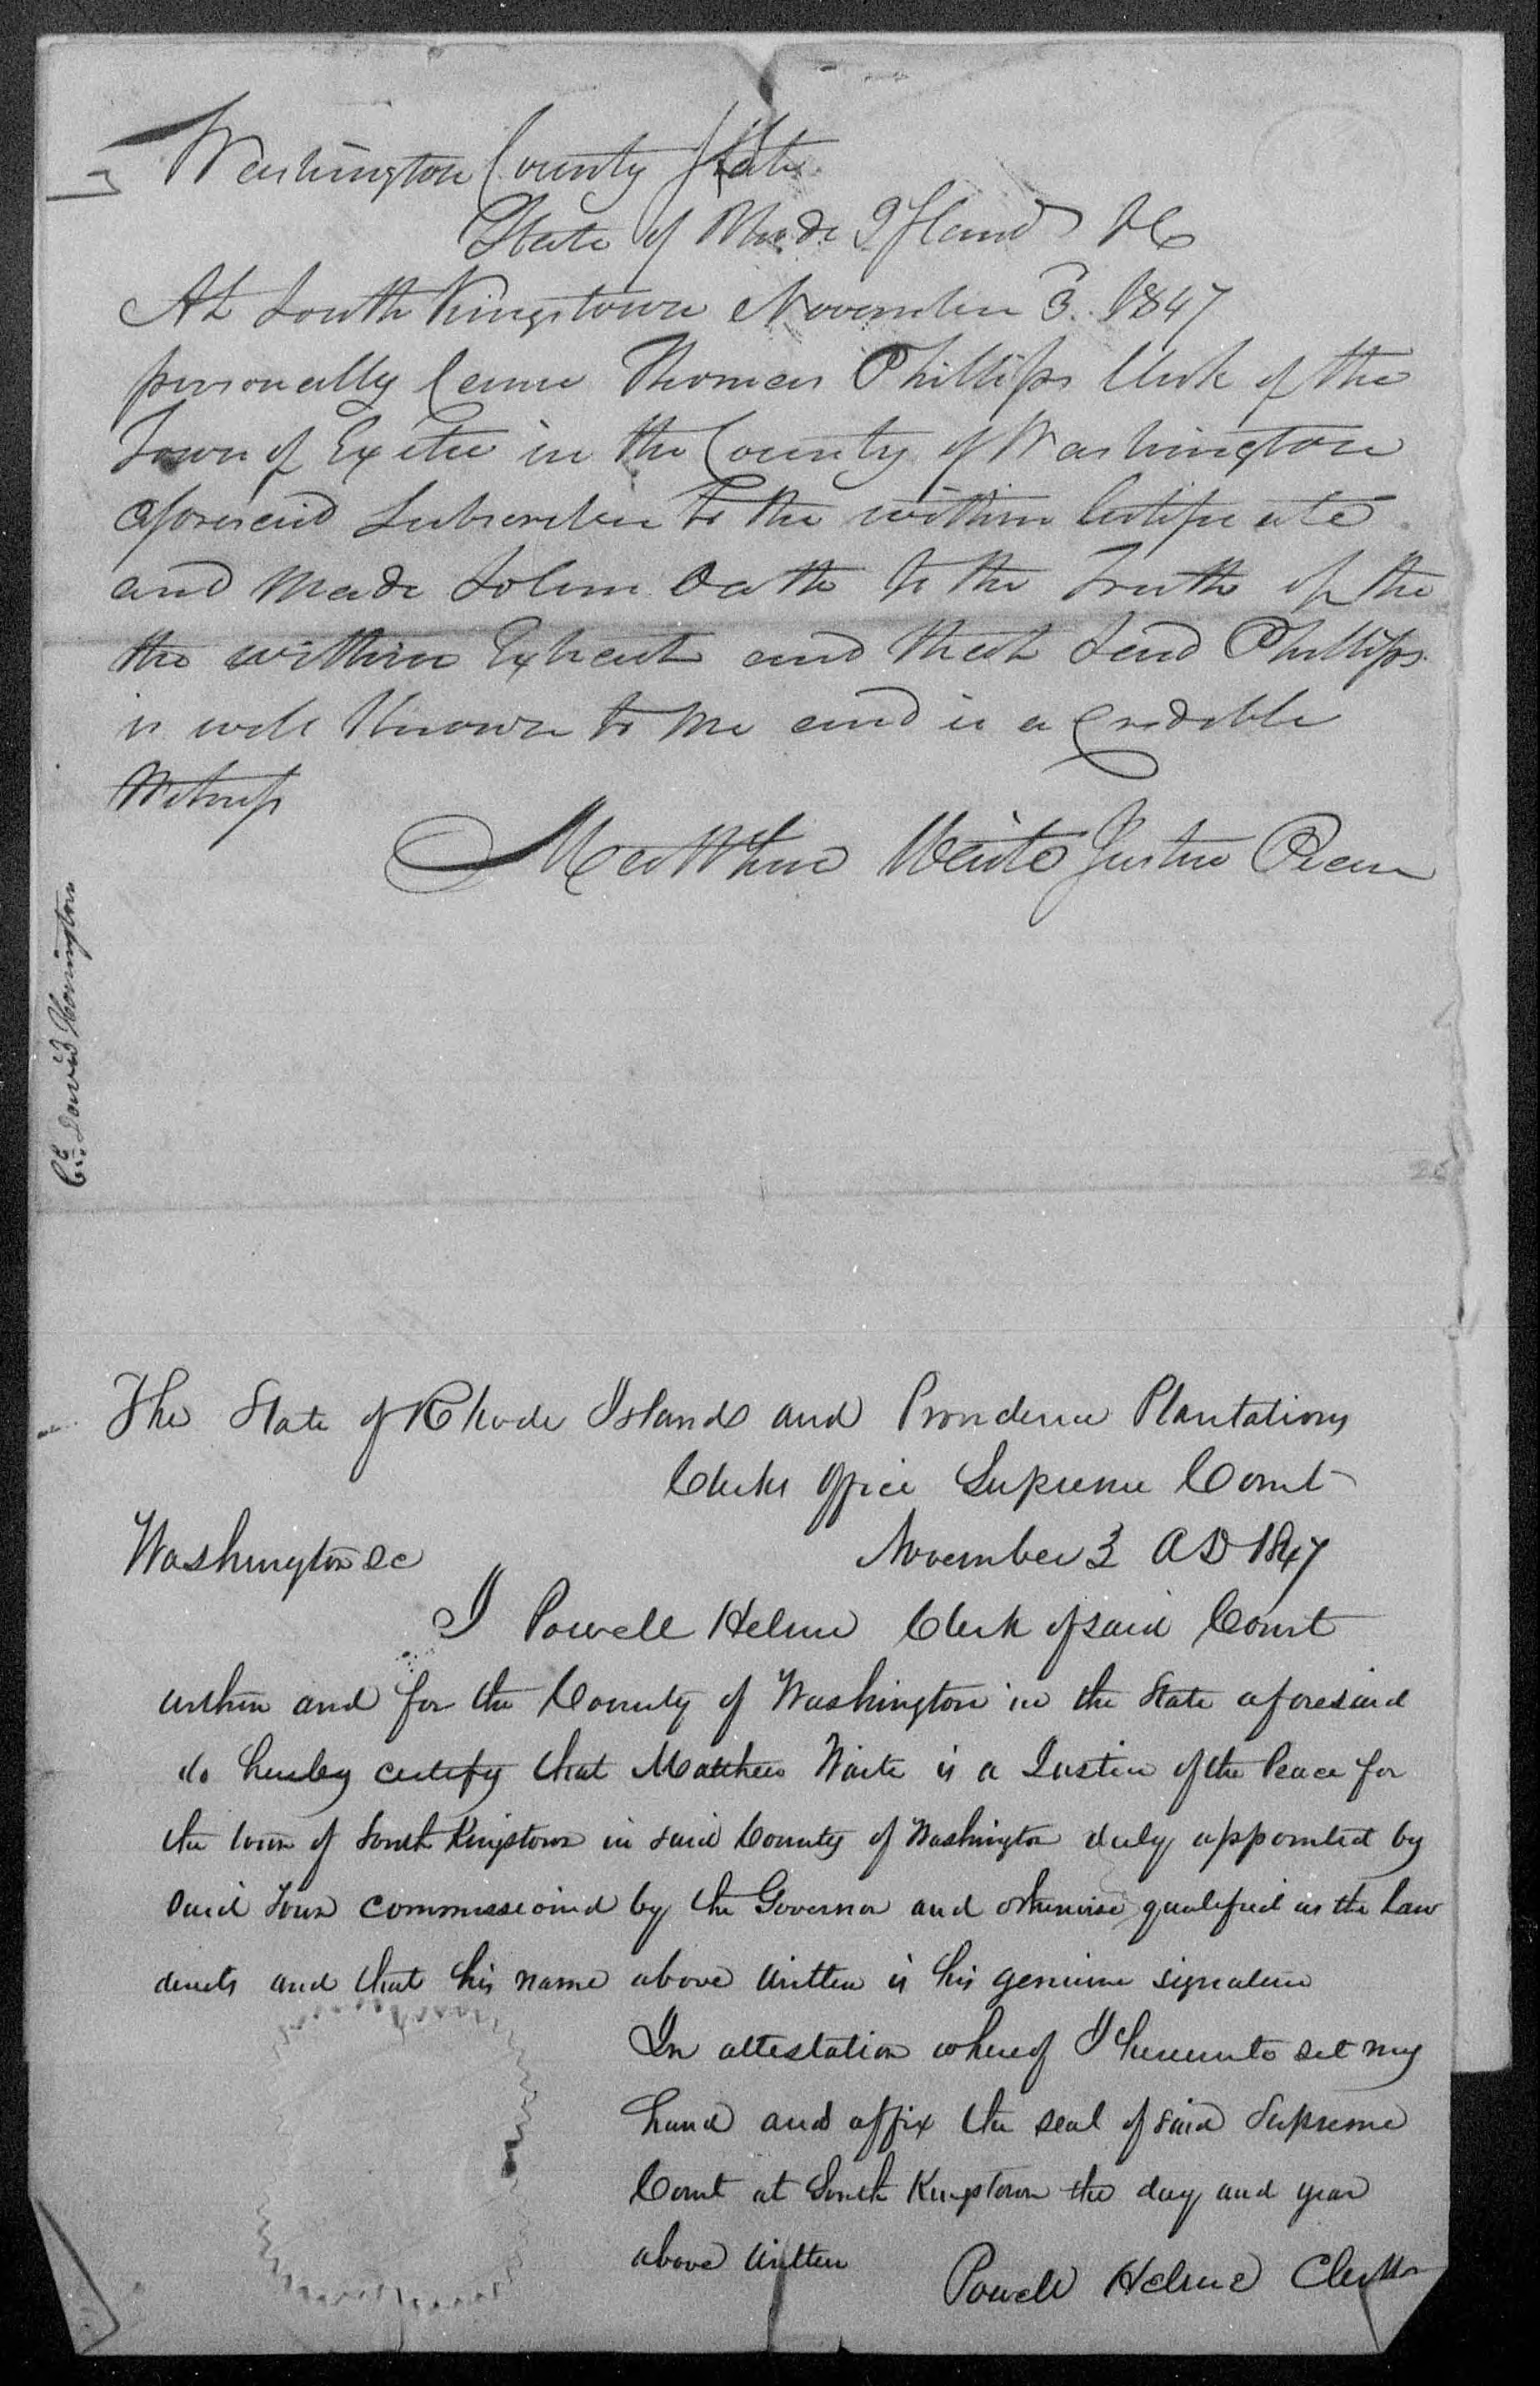 Washington County State
State of Rhode Island Sc
At South Kingstown November 3. 1847
personally Came Thomas Phillips Clerk of the
Town of Exeter in the County of Washington
aforesaid Subscriber to the within Certificate
and Made Solem Oath to the Truth of the
the within Extract and that Said Phillips
is well Known to Me and is a Credable
Witness
Matthew Waite Justice Peace
David Honington
The State of Rhode Island and Providence Plantations
Clerks Office Supreme Court
Washington Sc November 3 AD 1847
I Powell Helme Clerk of said Court
within and for the County of Washington in the State aforesaid
do hereby certify that Matthew Waite is a Justice of the Peace for
the town of South Kingstown in said County of Washington duly appointed by
said Town commissioned by the Governor and otherwise qualified as the Law
directs and that his name above written is his genuine signature
In attestation whereof I hereunto set my
hand and affix the seal of said Supreme
Court at South Kingstown the day and year
above written
Powell Helme Clerk